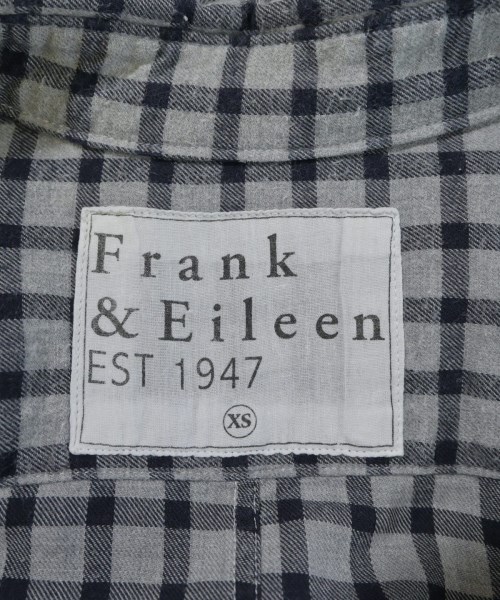 Frank
& Eileen
EST 1947
XS